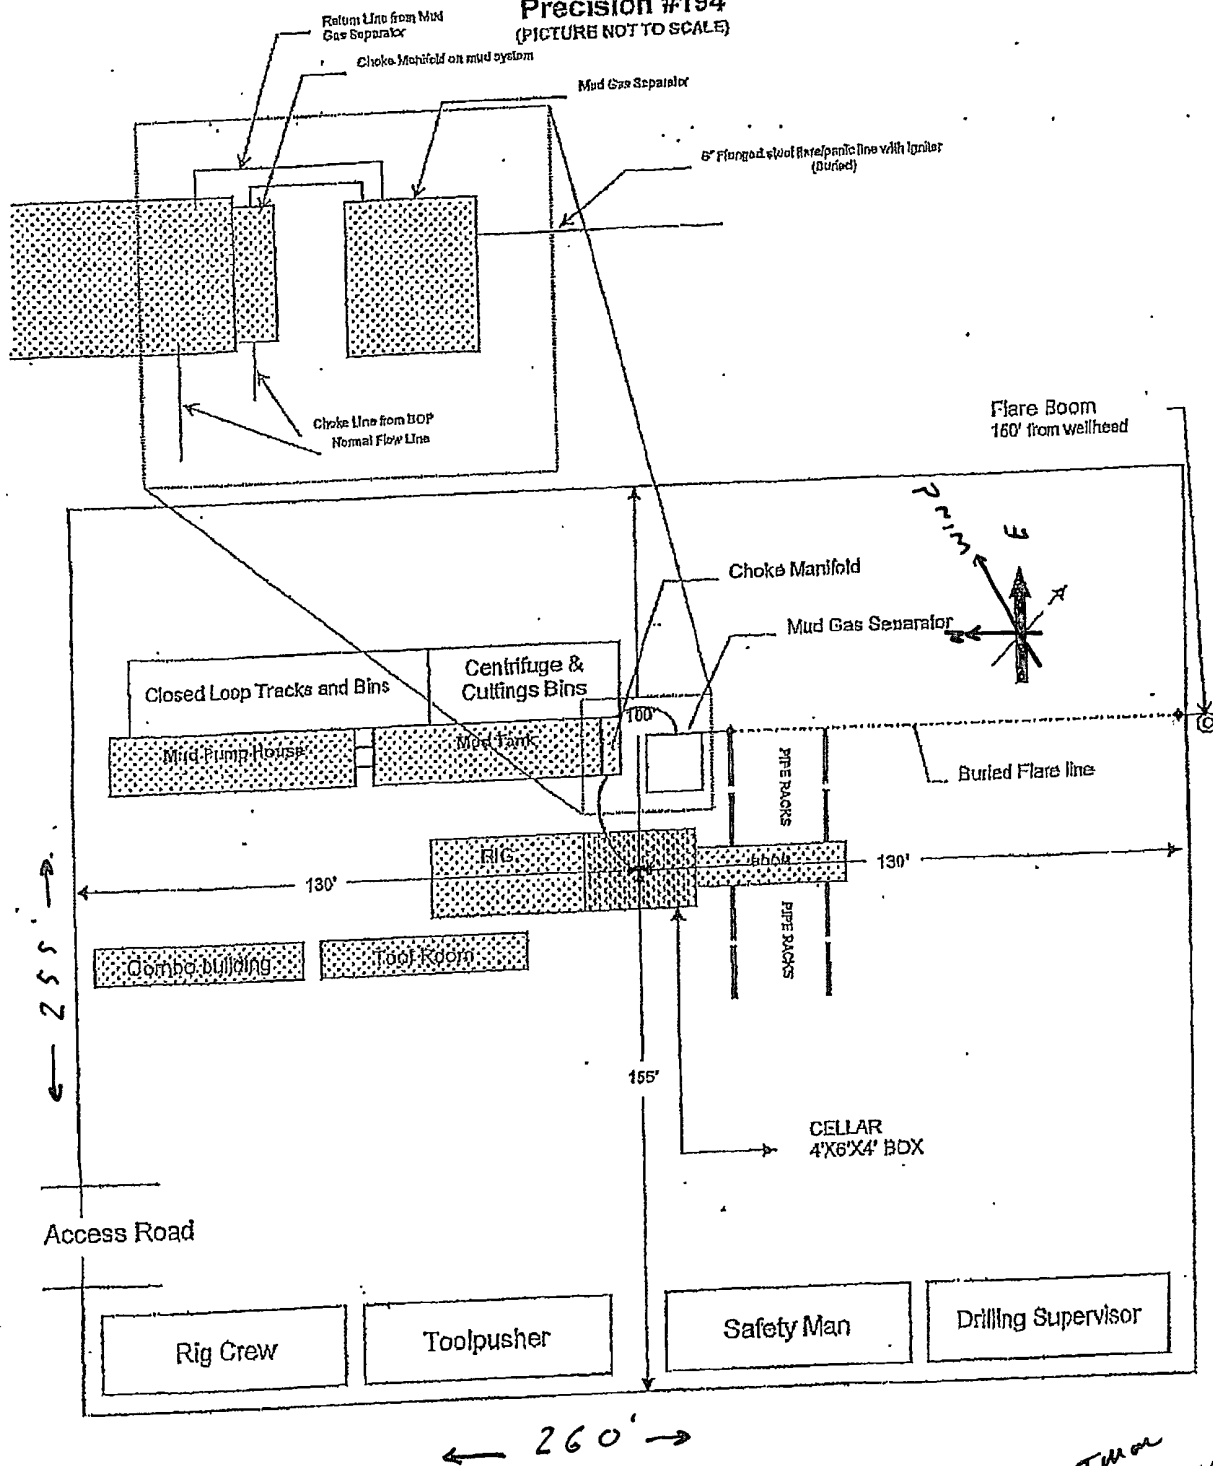 Precision #194
(PICTURE NOT TO SCALE)
Return Line from Mud
Gas Separator
Choke Manifold on mud system
Mud Gas Separator
6" Flanged steel flare/panic line with Igniter
(Buried)
Choke Line from BOP
Normal Flow Line
Flare Boom
150' from wellhead
WIND
E
N
Choke Manifold
Mud Gas Separator
Closed Loop Tracks and Bins
Centrifuge &
Cuttings Bins
100'
Mud Pump House
Mud Tank
PIPE RACKS
Buried Flare line
RIG
130'
130'
PIPE RACKS
Combo building
Tool Room
255'
155'
CELLAR
4'X6'X4' BOX
Access Road
Rig Crew
Toolpusher
Safety Man
Drilling Supervisor
260'